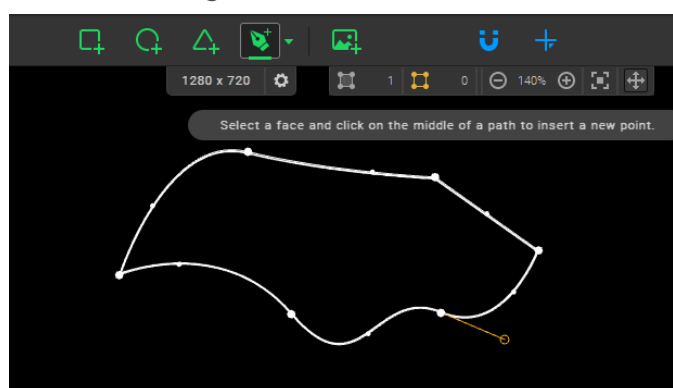 1280 x 720 1 0 140%
Select a face and click on the middle of a path to insert a new point.